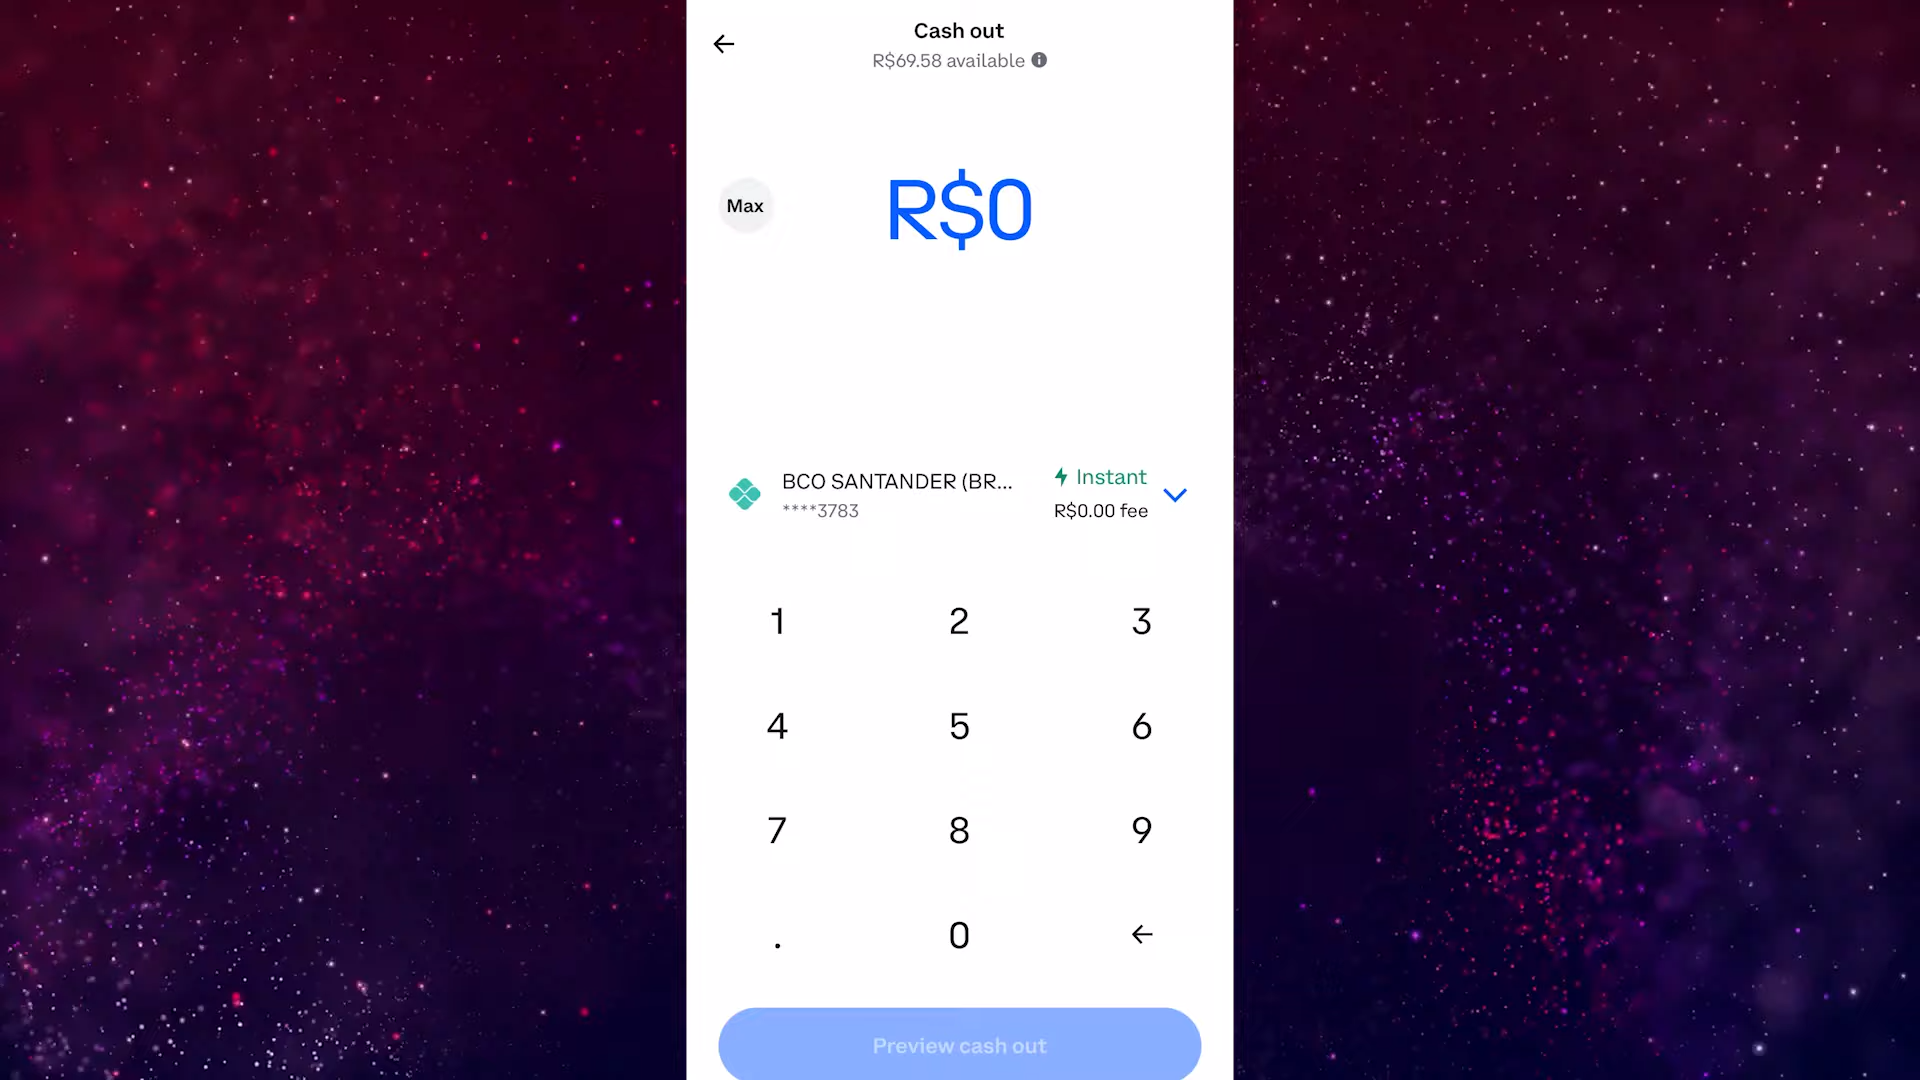 Cash out
R$69.58 available
Max
R$0
BCO SANTANDER (BR...
****3783
Instant
R$0.00 fee
1 2 3
4 5 6
7 8 9
. 0
Preview cash out